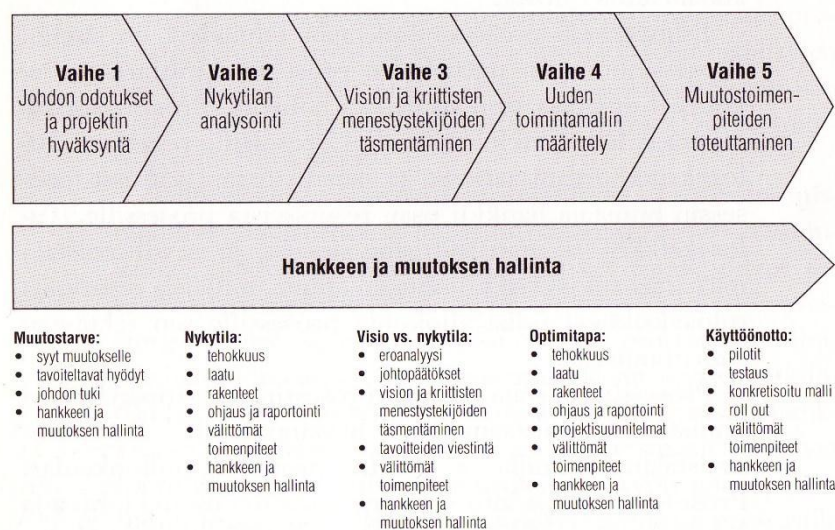 Vaihe 1
Johdon odotukset
ja projektin
hyväksyntä
Vaihe 2
Nykytilan
analysointi
Vaihe 3
Vision ja kriittisten
menestystekijöiden
täsmentäminen
Vaihe 4
Uuden
toimintamallin
määrittely
Vaihe 5
Muutostoimen-
piteiden
toteuttaminen
Hankkeen ja muutoksen hallinta
Muutostarve:
• syyt muutokselle
• tavoiteltavat hyödyt
• johdon tuki
• hankkeen ja
muutoksen hallinta
Nykytila:
• tehokkuus
• laatu
• rakenteet
• ohjaus ja raportointi
• välittömät
toimenpiteet
• hankkeen ja
muutoksen hallinta
Visio vs. nykytila:
• eroanalyysi
• johtopäätökset
• vision ja kriittisten
menestystekijöiden
täsmentäminen
• tavoitteiden viestintä
• välittömät
toimenpiteet
• hankkeen ja
muutoksen hallinta
Optimitapa:
• tehokkuus
• laatu
• rakenteet
• ohjaus ja raportointi
• projektisuunnitelmat
• välittömät
toimenpiteet
• hankkeen ja
muutoksen hallinta
Käyttöönotto:
• pilotit
• testaus
• konkretisoitu malli
• roll out
• välittömät
toimenpiteet
• hankkeen ja
muutoksen hallinta